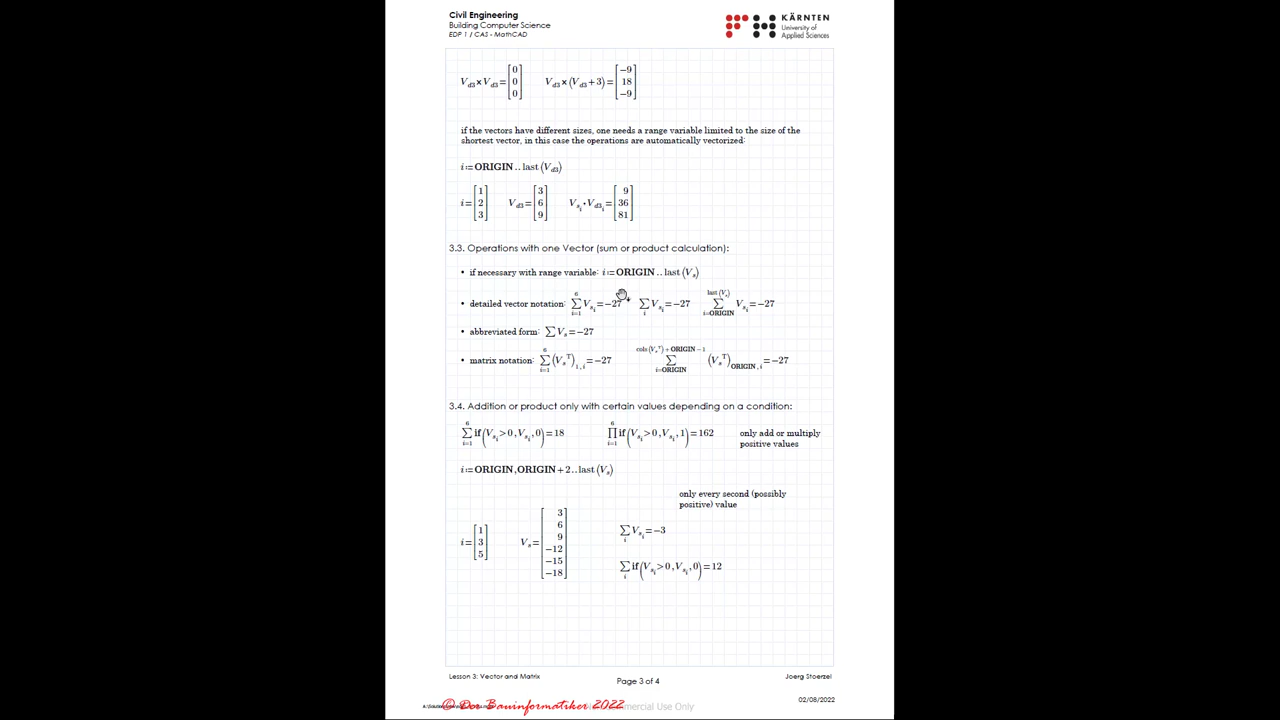 Civil Engineering
Building Computer Science
EDP 1 / CAS - MathCAD
KÄRNTEN
University of
Applied Sciences
V_d3 × V_d3 = [0 0 0] V_d3 × (V_d3 + 3) = [−9 18 −9]
if the vectors have different sizes, one needs a range variable limited to the size of the
shortest vector, in this case the operations are automatically vectorized:
i := ORIGIN .. last (V_d3)
i = [1 2 3] V_d3 = [3 6 9] V_s_i · V_d3_i = [9 36 81]
3.3. Operations with one Vector (sum or product calculation):
• if necessary with range variable: i := ORIGIN .. last (V_s)
• detailed vector notation: ∑_{i=1}^{6} V_s_i = −27 ∑_i V_s_i = −27 ∑_{i=ORIGIN}^{last (V_s)} V_s_i = −27
• abbreviated form: ∑ V_s = −27
• matrix notation: ∑_{i=1}^{6} (V_s^T)_{1,i} = −27 ∑_{i=ORIGIN}^{cols (V_s^T) + ORIGIN − 1} (V_s^T)_{ORIGIN,i} = −27
3.4. Addition or product only with certain values depending on a condition:
∑_{i=1}^{6} if (V_s_i > 0, V_s_i, 0) = 18 ∏_{i=1}^{6} if (V_s_i > 0, V_s_i, 1) = 162 only add or multiply
positive values
i := ORIGIN, ORIGIN + 2 .. last (V_s)
only every second (possibly
positive) value
i = [1 3 5] V_s = [3 6 9 −12 −15 −18] ∑_i V_s_i = −3
∑_i if (V_s_i > 0, V_s_i, 0) = 12
Lesson 3: Vector and Matrix
Page 3 of 4
Joerg Stoerzel
02/08/2022
© Der Bauinformatiker 2022
Commercial Use Only